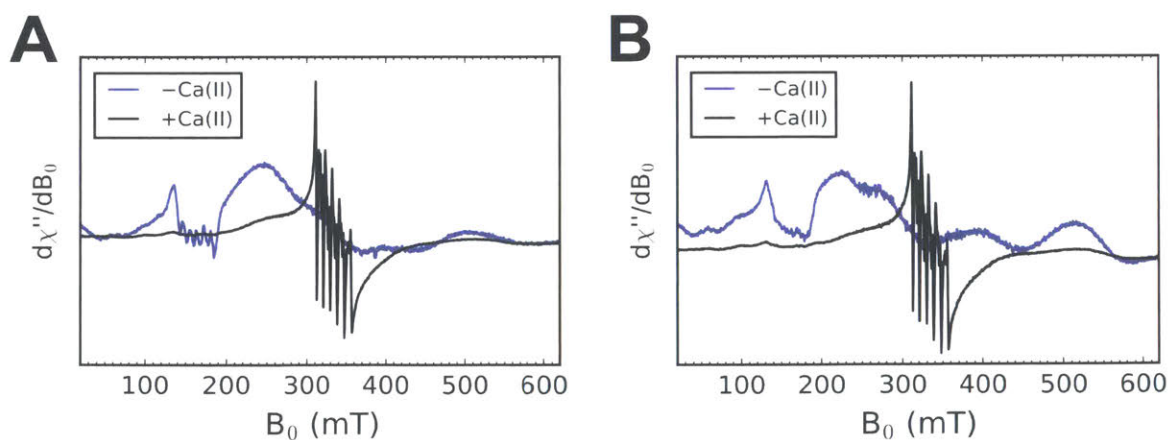 A
−Ca(II)
+Ca(II)
dχ''/dB₀
100 200 300 400 500 600
B₀ (mT)
B
−Ca(II)
+Ca(II)
dχ''/dB₀
100 200 300 400 500 600
B₀ (mT)